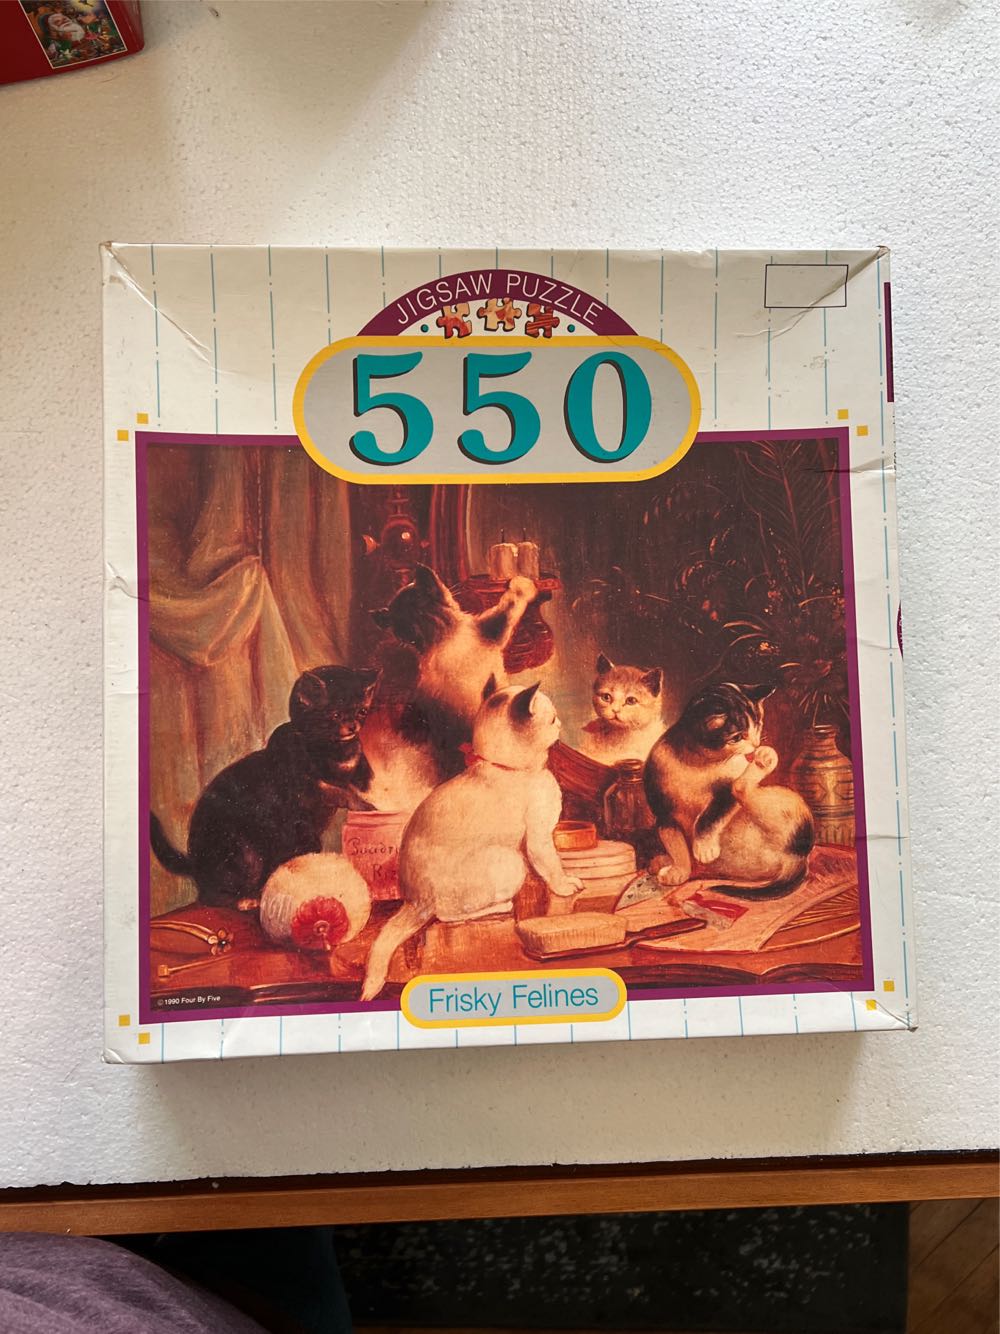 JIGSAW PUZZLE
550
©1990 Four By Five
Frisky Felines